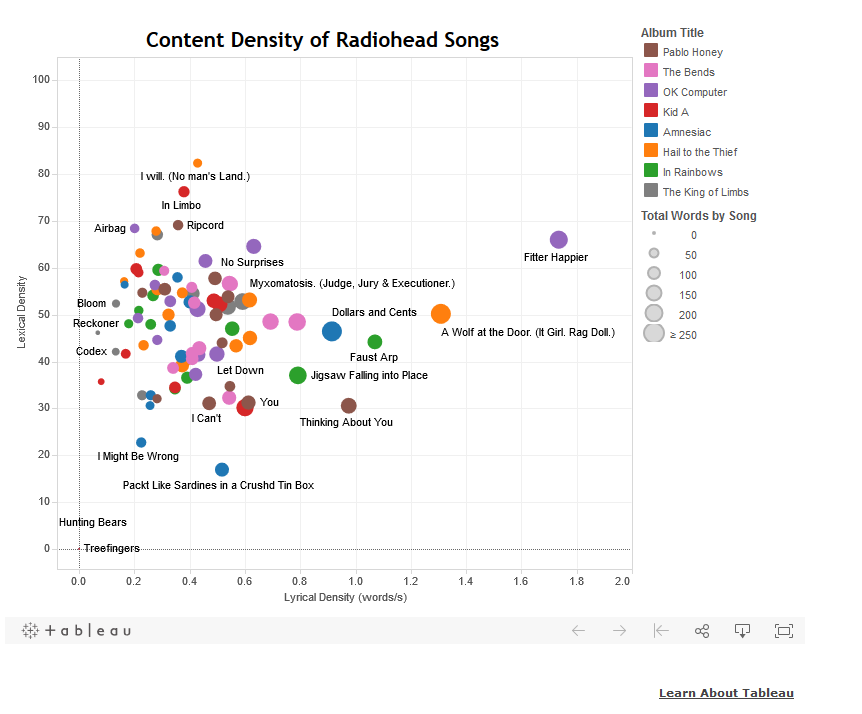 Content Density of Radiohead Songs
Album Title
Pablo Honey
The Bends
OK Computer
Kid A
Amnesiac
Hail to the Thief
In Rainbows
The King of Limbs
Total Words by Song
0
50
100
150
200
≥ 250
Lexical Density
100
90
80
70
60
50
40
30
20
10
0
I will. (No man's Land.)
In Limbo
Airbag
Ripcord
No Surprises
Fitter Happier
Myxomatosis. (Judge, Jury & Executioner.)
Bloom
Dollars and Cents
Reckoner
A Wolf at the Door. (It Girl. Rag Doll.)
Codex
Faust Arp
Let Down
Jigsaw Falling into Place
You
I Can't
Thinking About You
I Might Be Wrong
Packt Like Sardines in a Crushd Tin Box
Hunting Bears
Treefingers
0.0 0.2 0.4 0.6 0.8 1.0 1.2 1.4 1.6 1.8 2.0
Lyrical Density (words/s)
+ableau
Learn About Tableau